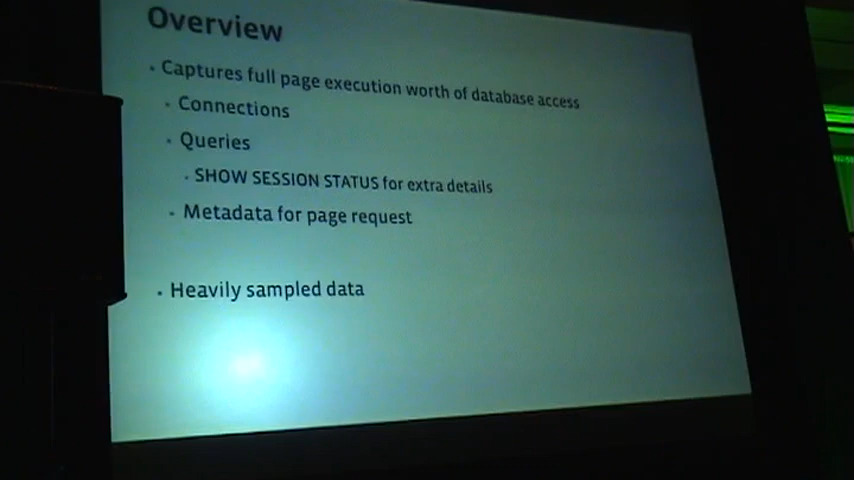 Overview
• Captures full page execution worth of database access
• Connections
• Queries
• SHOW SESSION STATUS for extra details
• Metadata for page request
• Heavily sampled data